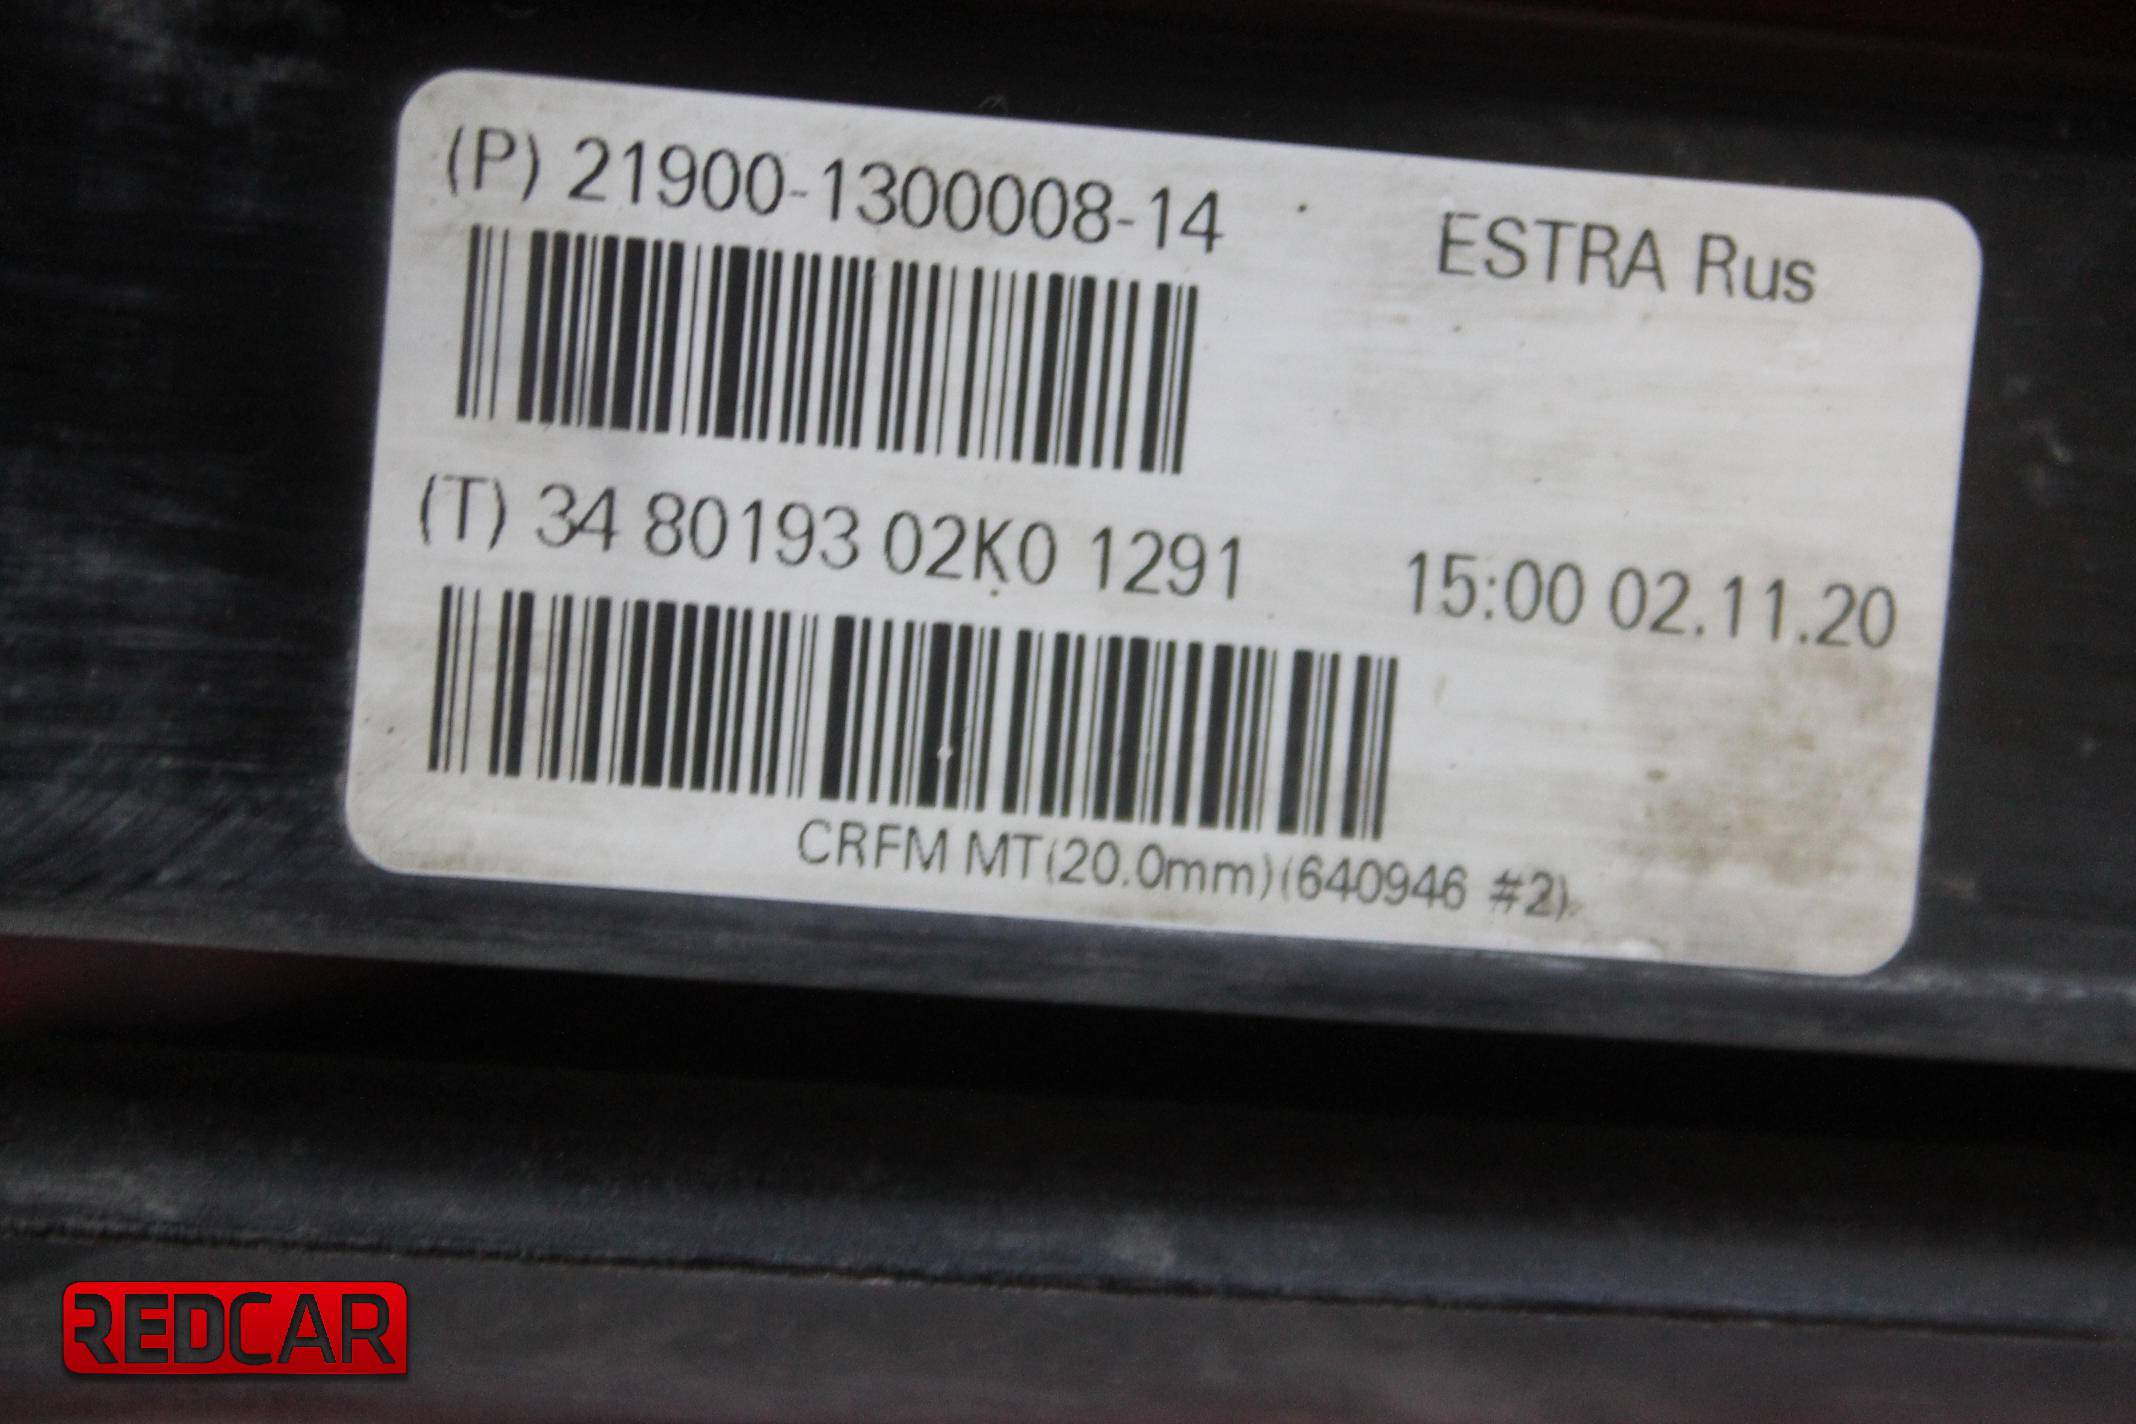 (P) 21900-1300008-14 ESTRA Rus
(T) 34 80193 02K0 1291 15:00 02.11.20
CRFM MT(20.0mm)(640946 #2)
REDCAR